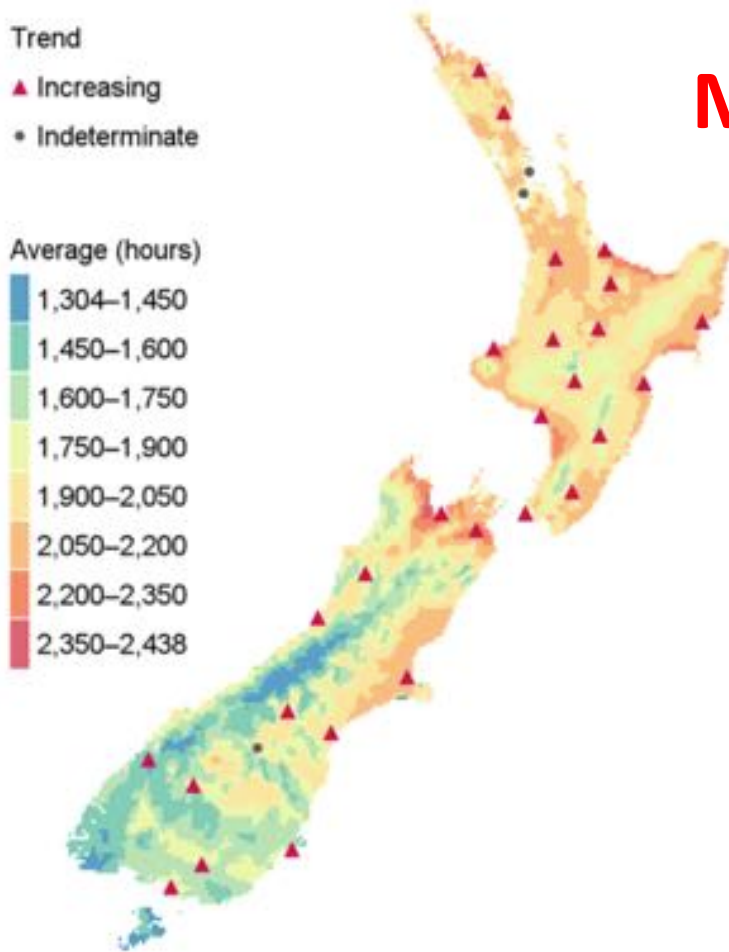 Trend
Increasing
Indeterminate
Average (hours)
1,304–1,450
1,450–1,600
1,600–1,750
1,750–1,900
1,900–2,050
2,050–2,200
2,200–2,350
2,350–2,438